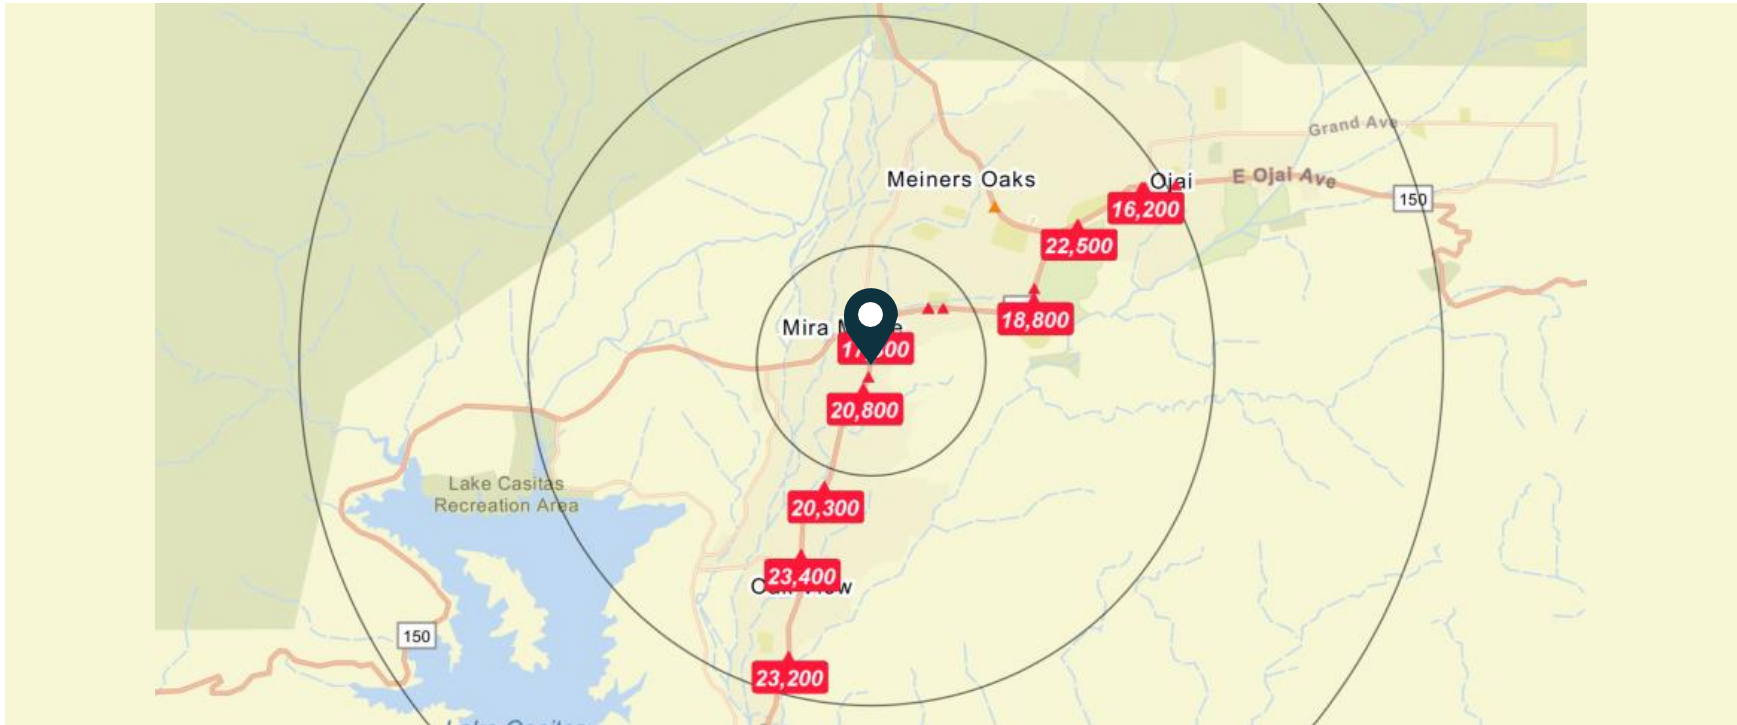 Grand Ave
Meiners Oaks
Ojai
E Ojai Ave
150
16,200
22,500
18,800
Mira
20,800
Lake Casitas
Recreation Area
20,300
23,400
150
23,200